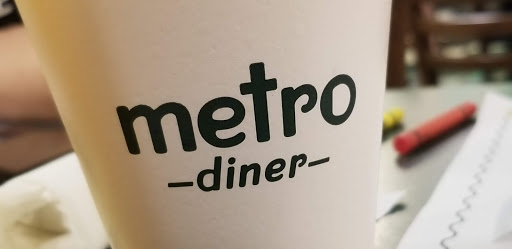 metro
–diner–